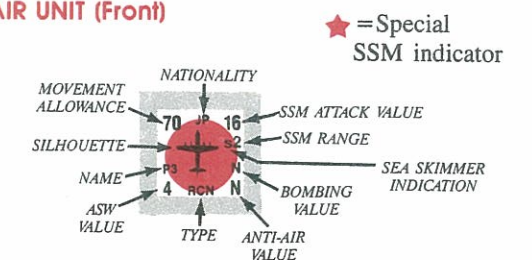 AIR UNIT (Front)
=Special
SSM indicator
NATIONALITY
MOVEMENT
ALLOWANCE
70 JP 16
SSM ATTACK VALUE
SILHOUETTE
s2
SSM RANGE
SEA SKIMMER
INDICATION
NAME
P3 N
BOMBING
VALUE
ASW
VALUE
4 RCN N
TYPE
ANTI-AIR
VALUE